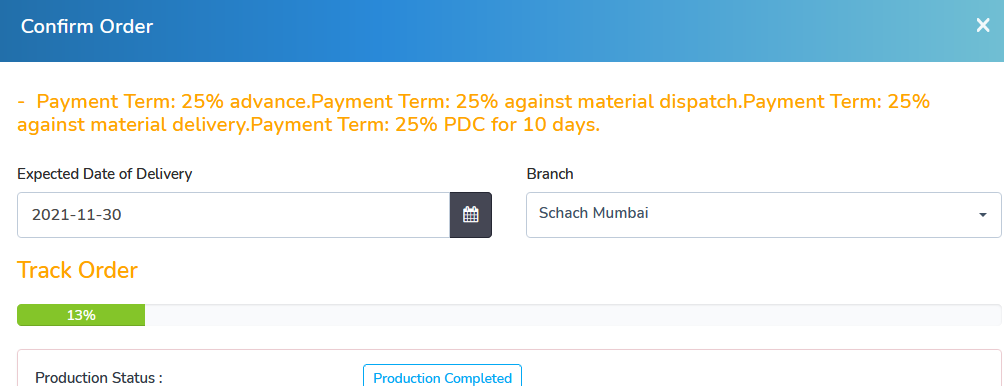 Confirm Order
×
- Payment Term: 25% advance.Payment Term: 25% against material dispatch.Payment Term: 25%
against material delivery.Payment Term: 25% PDC for 10 days.
Expected Date of Delivery
Branch
2021-11-30
Schach Mumbai
Track Order
13%
Production Status :
Production Completed